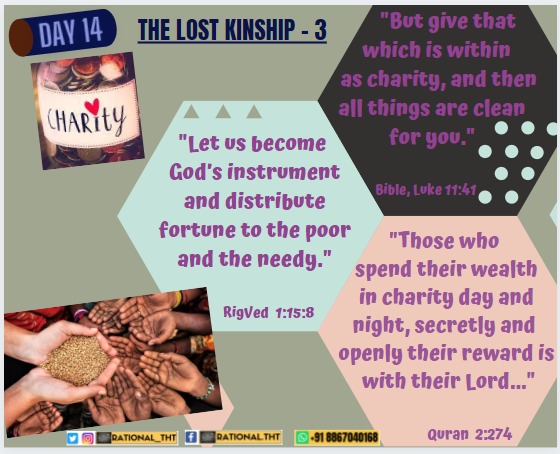 DAY 14
THE LOST KINSHIP - 3
CHARity
"But give that
which is within
as charity, and then
all things are clean
for you."
Bible, Luke 11:41
"Let us become
God's instrument
and distribute
fortune to the poor
and the needy."
RigVed 1:15:8
"Those who
spend their wealth
in charity day and
night, secretly and
openly their reward is
with their Lord..."
Quran 2:274
RATIONAL_THT
RATIONAL.THT
+91 8867040168